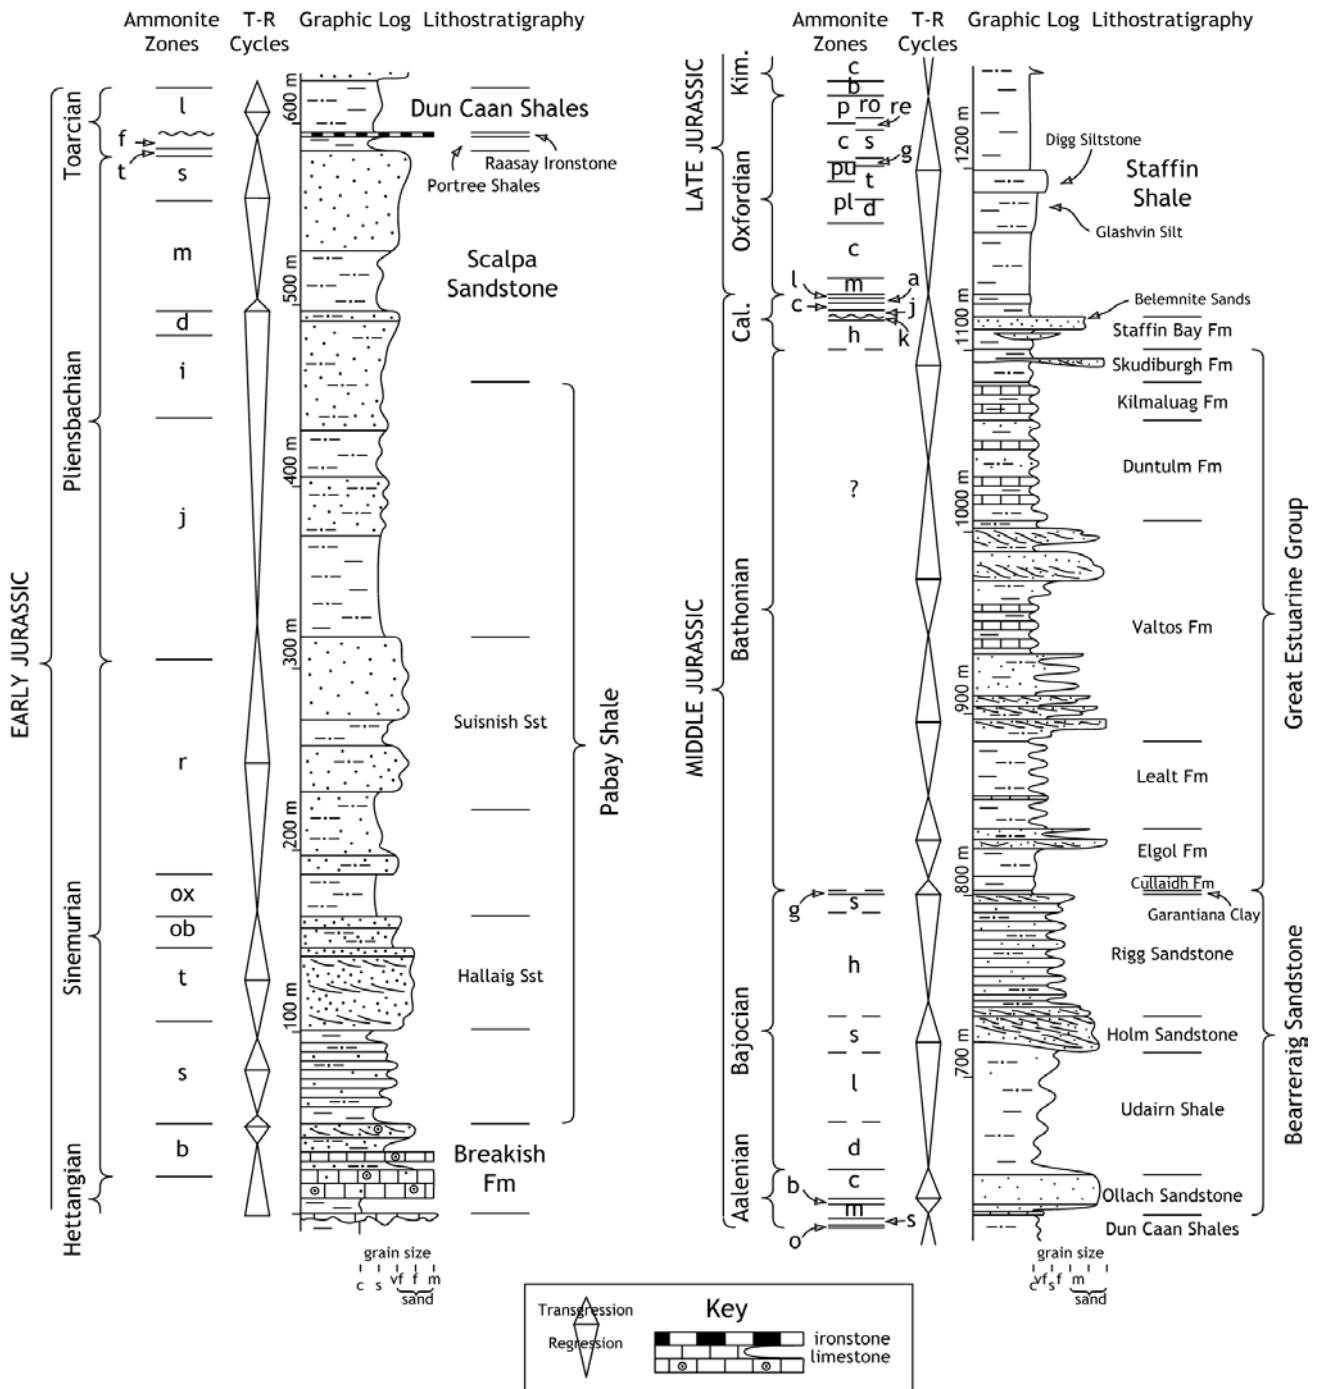 Ammonite Zones
T-R Cycles
Graphic Log
Lithostratigraphy
EARLY JURASSIC
Toarcian
Pliensbachian
Sinemurian
Hettangian
l
f
t
s
m
d
i
j
r
ox
ob
t
s
b
600 m
500 m
400 m
300 m
200 m
100 m
Dun Caan Shales
Raasay Ironstone
Portree Shales
Scalpa Sandstone
Suisnish Sst
Hallaig Sst
Pabay Shale
Breakish Fm
grain size
c s vf f m
sand
Ammonite Zones
T-R Cycles
Graphic Log
Lithostratigraphy
LATE JURASSIC
MIDDLE JURASSIC
Kim.
Oxfordian
Cal.
Bathonian
Bajocian
Aalenian
c
b
p ro re
c s
g
pu t
pl d
c
m
l a
c j
k
h
?
g s
h
s
l
d
c
b
m
s
o
1200 m
1100 m
1000 m
900 m
800 m
700 m
Digg Siltstone
Staffin Shale
Glashvin Silt
Belemnite Sands
Staffin Bay Fm
Skudiburgh Fm
Kilmaluag Fm
Duntulm Fm
Valtos Fm
Lealt Fm
Elgol Fm
Cullaidh Fm
Garantiana Clay
Great Estuarine Group
Rigg Sandstone
Holm Sandstone
Udairn Shale
Ollach Sandstone
Dun Caan Shales
Bearreraig Sandstone
grain size
c s vf f m
sand
Key
Transgression
Regression
ironstone
limestone